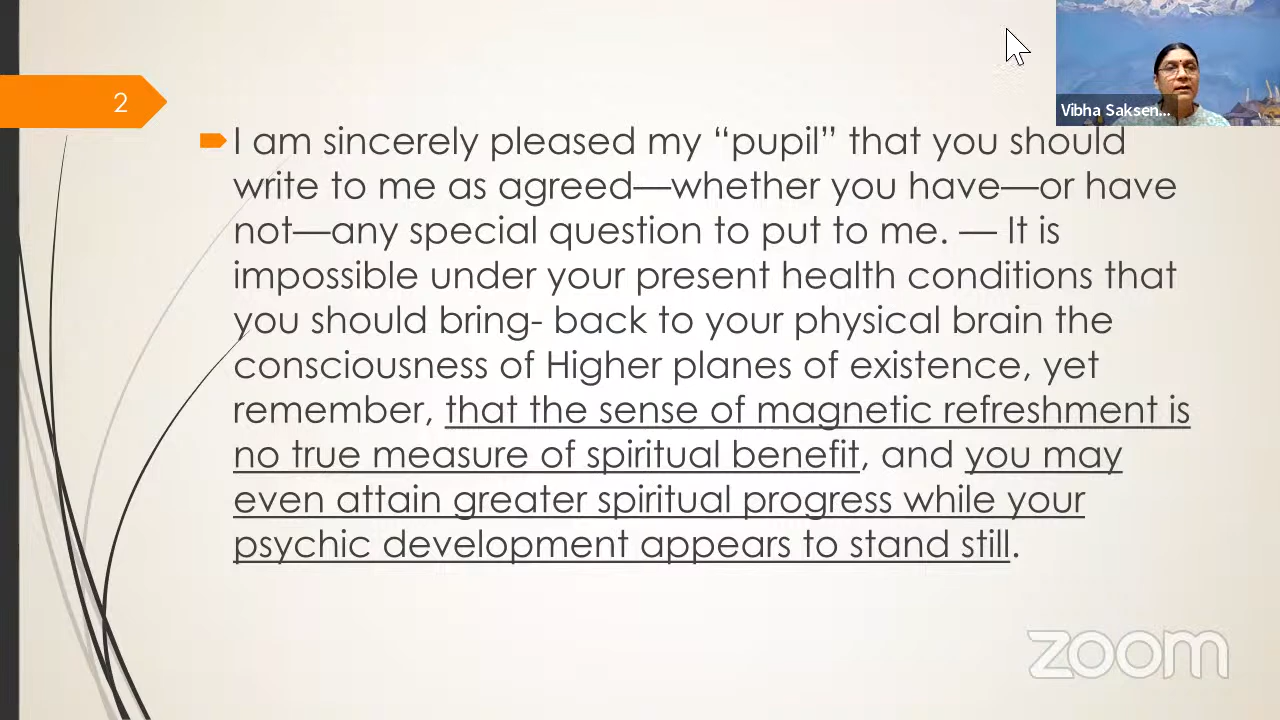 2
Vibha Saksen...
I am sincerely pleased my “pupil” that you should
write to me as agreed—whether you have—or have
not—any special question to put to me. — It is
impossible under your present health conditions that
you should bring- back to your physical brain the
consciousness of Higher planes of existence, yet
remember, that the sense of magnetic refreshment is
no true measure of spiritual benefit, and you may
even attain greater spiritual progress while your
psychic development appears to stand still.
zoom